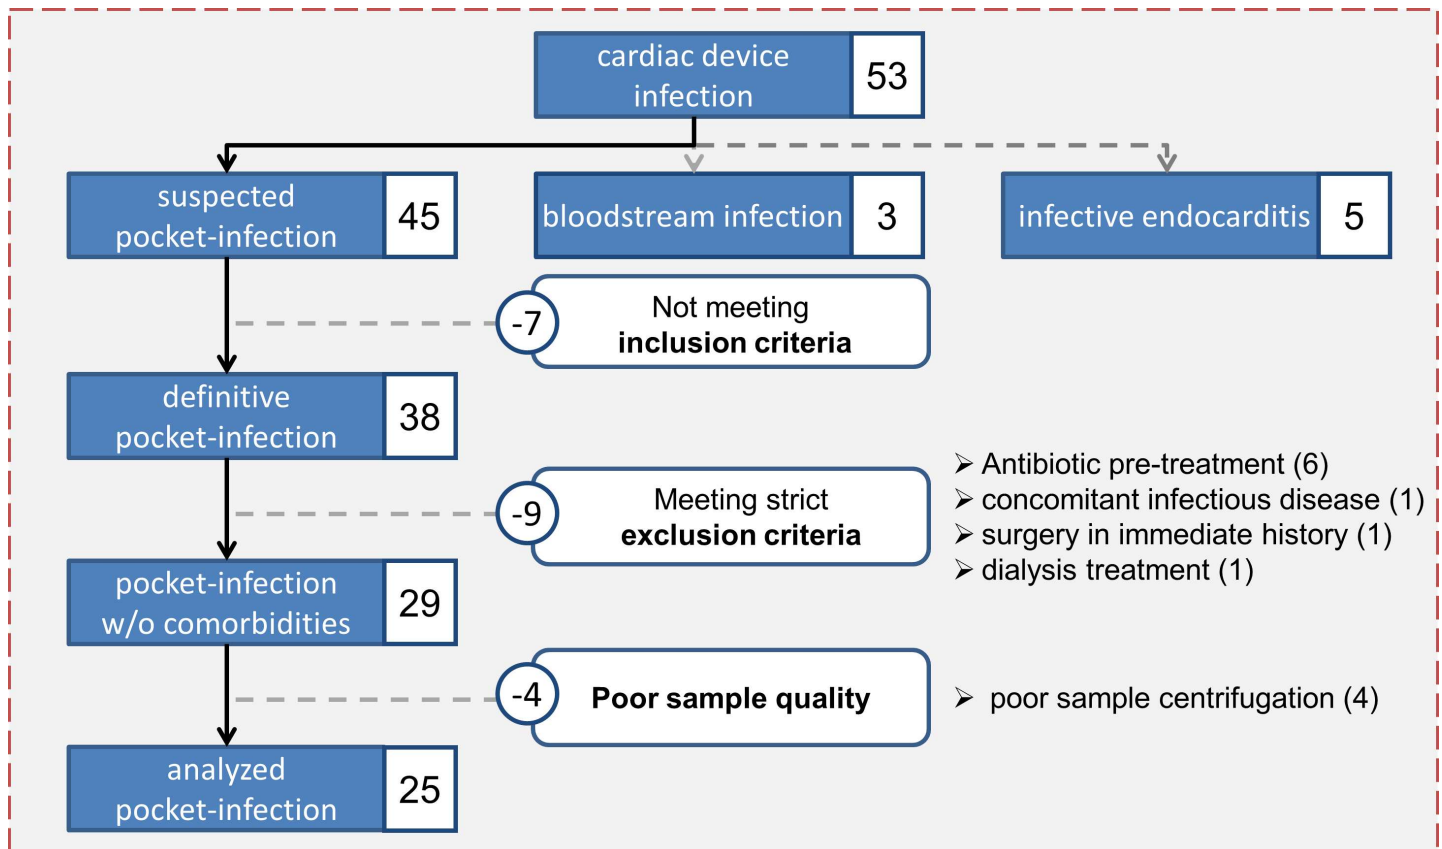 cardiac device
infection
53
suspected
pocket-infection
45
bloodstream infection
3
infective endocarditis
5
-7
Not meeting
inclusion criteria
definitive
pocket-infection
38
-9
Meeting strict
exclusion criteria
➢ Antibiotic pre-treatment (6)
➢ concomitant infectious disease (1)
➢ surgery in immediate history (1)
➢ dialysis treatment (1)
pocket-infection
w/o comorbidities
29
-4
Poor sample quality
➢ poor sample centrifugation (4)
analyzed
pocket-infection
25